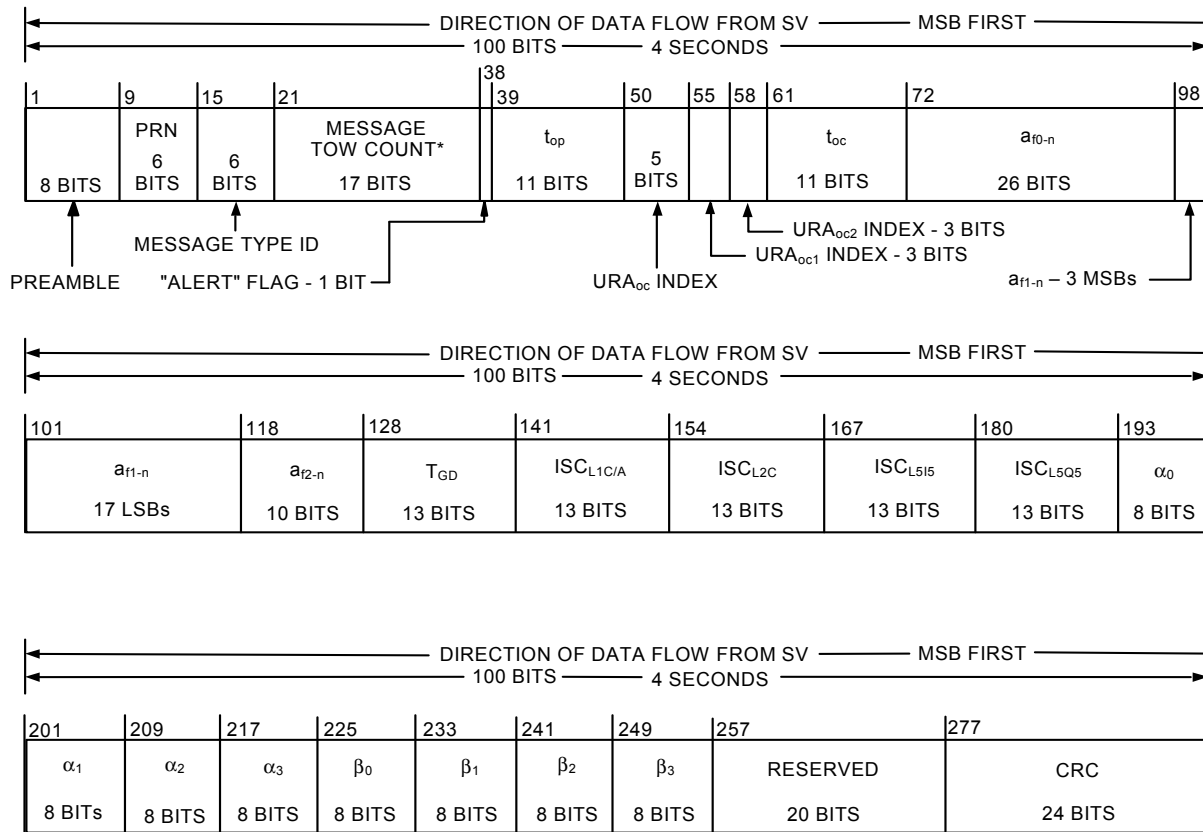 DIRECTION OF DATA FLOW FROM SV MSB FIRST
100 BITS 4 SECONDS
1 9 15 21 38 39 50 55 58 61 72 98
8 BITS
PRN
6
BITS
6
BITS
MESSAGE
TOW COUNT*
17 BITS
top
11 BITS
5
BITS
toc
11 BITS
af0-n
26 BITS
PREAMBLE
MESSAGE TYPE ID
"ALERT" FLAG - 1 BIT
URAoc INDEX
URAoc2 INDEX - 3 BITS
URAoc1 INDEX - 3 BITS
af1-n – 3 MSBs
DIRECTION OF DATA FLOW FROM SV MSB FIRST
100 BITS 4 SECONDS
101 118 128 141 154 167 180 193
af1-n
17 LSBs
af2-n
10 BITS
TGD
13 BITS
ISCL1C/A
13 BITS
ISCL2C
13 BITS
ISCL5I5
13 BITS
ISCL5Q5
13 BITS
α0
8 BITS
DIRECTION OF DATA FLOW FROM SV MSB FIRST
100 BITS 4 SECONDS
201 209 217 225 233 241 249 257 277
α1
8 BITs
α2
8 BITS
α3
8 BITS
β0
8 BITS
β1
8 BITS
β2
8 BITS
β3
8 BITS
RESERVED
20 BITS
CRC
24 BITS